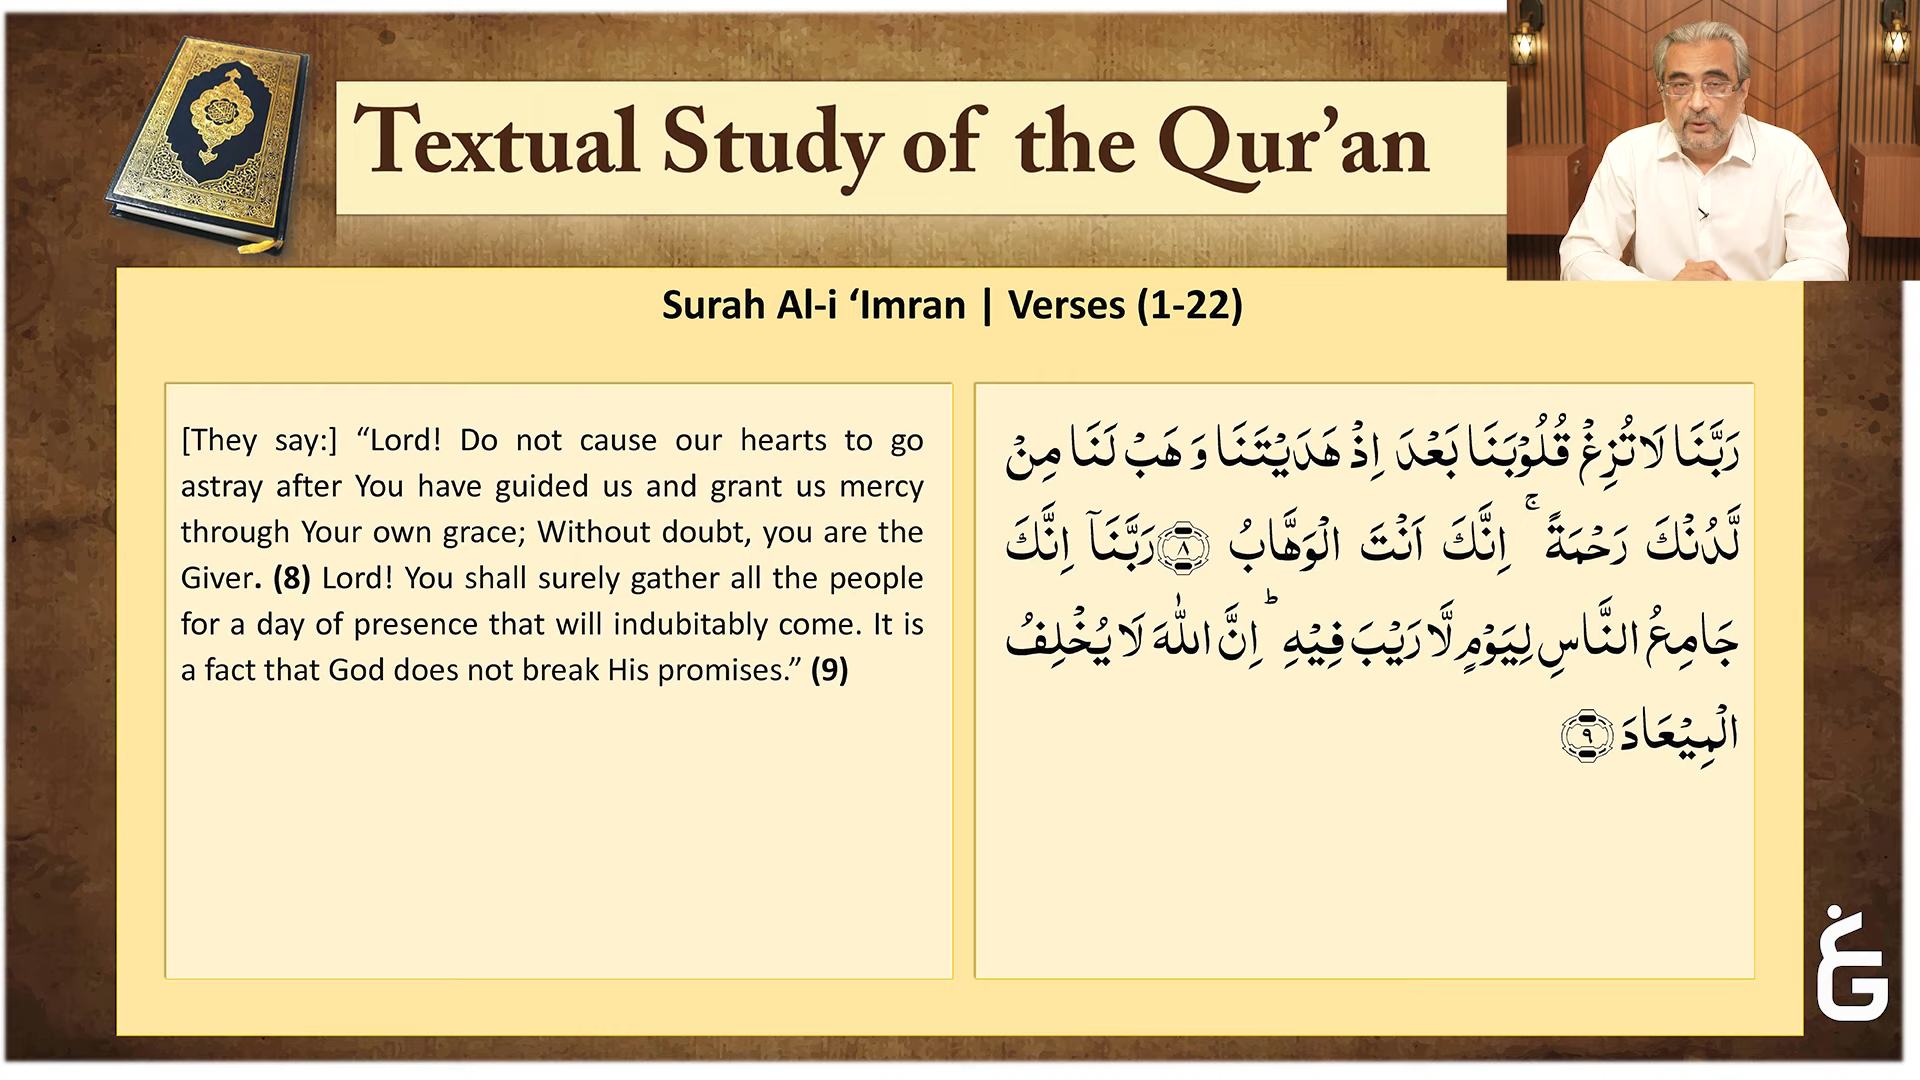 Textual Study of the Qur’an
Surah Al-i ‘Imran | Verses (1-22)
[They say:] “Lord! Do not cause our hearts to go
astray after You have guided us and grant us mercy
through Your own grace; Without doubt, you are the
Giver. (8) Lord! You shall surely gather all the people
for a day of presence that will indubitably come. It is
a fact that God does not break His promises.” (9)
رَبَّنَا لَا تُزِغْ قُلُوْبَنَا بَعْدَ اِذْ هَدَيْتَنَا وَ هَبْ لَنَا مِنْ
لَّدُنْكَ رَحْمَةً ۚ اِنَّكَ اَنْتَ الْوَهَّابُ ﴿۸﴾ رَبَّنَاۤ اِنَّكَ
جَامِعُ النَّاسِ لِيَوْمٍ لَّا رَيْبَ فِيْهِ ؕ اِنَّ اللّٰهَ لَا يُخْلِفُ
الْمِيْعَادَ ﴿۹﴾
غ
G